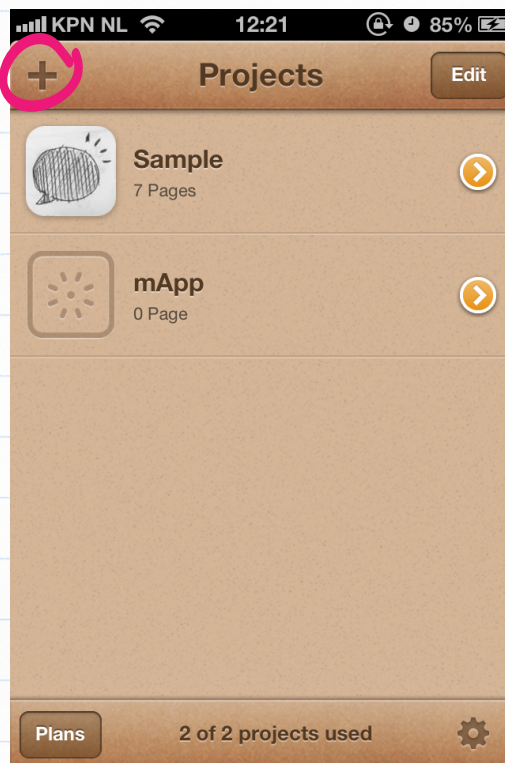 KPN NL 12:21 85%
Projects Edit
Sample
7 Pages
mApp
0 Page
Plans 2 of 2 projects used